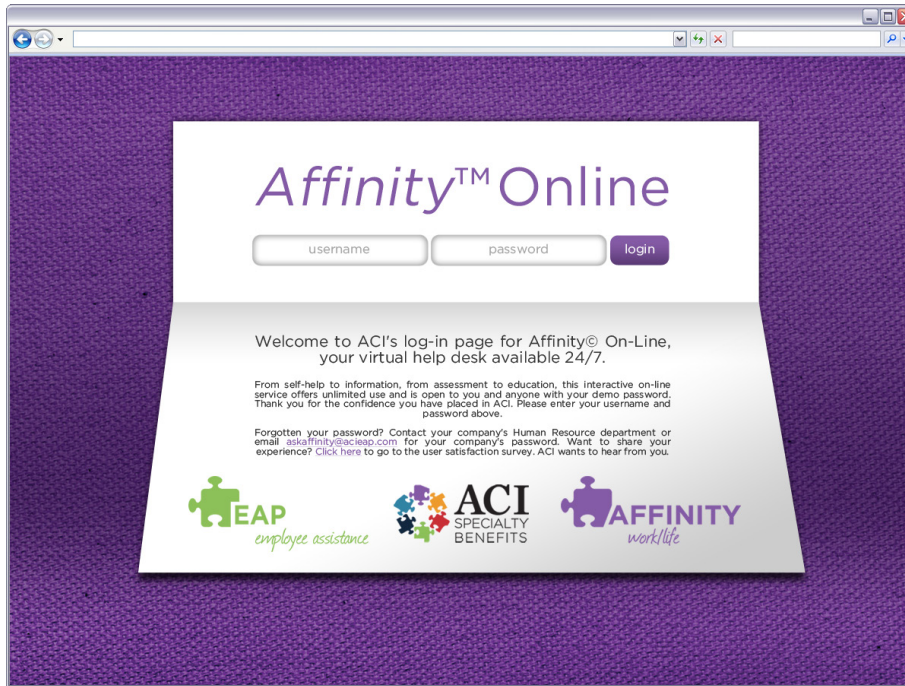 Affinity™ Online
username password login
Welcome to ACI's log-in page for Affinity© On-Line,
your virtual help desk available 24/7.
From self-help to information, from assessment to education, this interactive on-line
service offers unlimited use and is open to you and anyone with your demo password.
Thank you for the confidence you have placed in ACI. Please enter your username and
password above.
Forgotten your password? Contact your company's Human Resource department or
email askaffinity@acieap.com for your company's password. Want to share your
experience? Click here to go to the user satisfaction survey. ACI wants to hear from you.
EAP
employee assistance
ACI
SPECIALTY
BENEFITS
AFFINITY
work/life